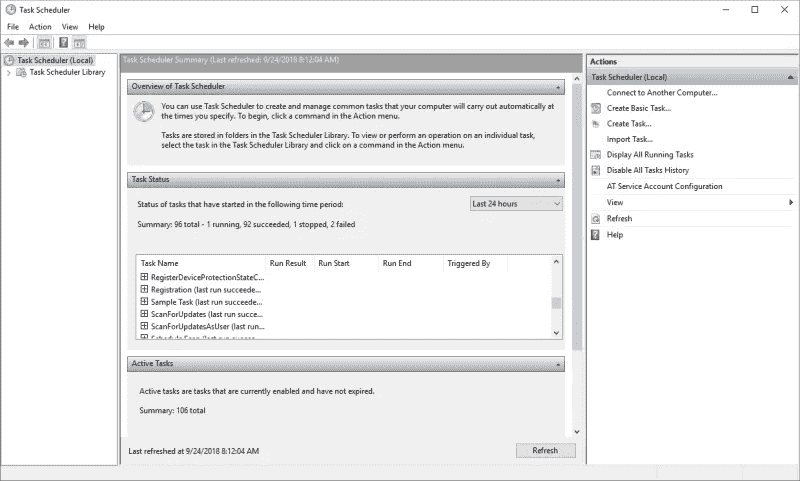 Task Scheduler
File Action View Help
Task Scheduler (Local)
Task Scheduler Library
Task Scheduler Summary (Last refreshed: 9/24/2018 8:12:04 AM)
Overview of Task Scheduler
You can use Task Scheduler to create and manage common tasks that your computer will carry out automatically at
the times you specify. To begin, click a command in the Action menu.
Tasks are stored in folders in the Task Scheduler Library. To view or perform an operation on an individual task,
select the task in the Task Scheduler Library and click on a command in the Action menu.
Task Status
Status of tasks that have started in the following time period:
Last 24 hours
Summary: 96 total - 1 running, 92 succeeded, 1 stopped, 2 failed
Task Name Run Result Run Start Run End Triggered By
RegisterDeviceProtectionStateC...
Registration (last run succeede...
Sample Task (last run succeeded...
ScanForUpdates (last run succe...
ScanForUpdatesAsUser (last run...
Active Tasks
Active tasks are tasks that are currently enabled and have not expired.
Summary: 106 total
Last refreshed at 9/24/2018 8:12:04 AM
Refresh
Actions
Task Scheduler (Local)
Connect to Another Computer...
Create Basic Task...
Create Task...
Import Task...
Display All Running Tasks
Disable All Tasks History
AT Service Account Configuration
View
Refresh
Help